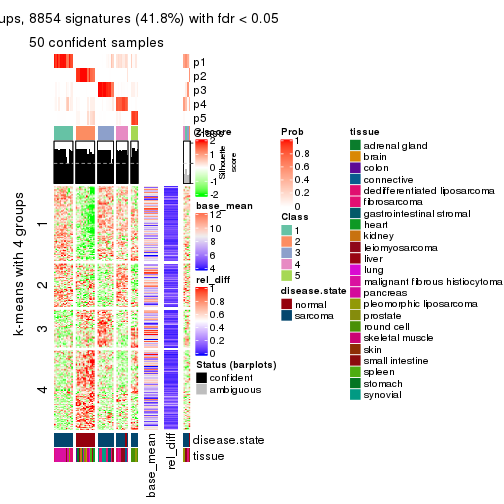 ups, 8854 signatures (41.8%) with fdr < 0.05
50 confident samples
p1
p2
p3
p4
p5
Class
z-score
2
1
0
-1
-2
Silhouette
score
base_mean
12
10
8
6
4
rel_diff
1
0.8
0.6
0.4
0.2
0
Status (barplots)
confident
ambiguous
k-means with 4 groups
1
2
3
4
disease.state
tissue
base_mean
rel_diff
Prob
1
0.8
0.6
0.4
0.2
0
Class
1
2
3
4
5
disease.state
normal
sarcoma
tissue
adrenal gland
brain
colon
connective
dedifferentiated liposarcoma
fibrosarcoma
gastrointestinal stromal
heart
kidney
leiomyosarcoma
liver
lung
malignant fibrous histiocytoma
pancreas
pleomorphic liposarcoma
prostate
round cell
skeletal muscle
skin
small intestine
spleen
stomach
synovial